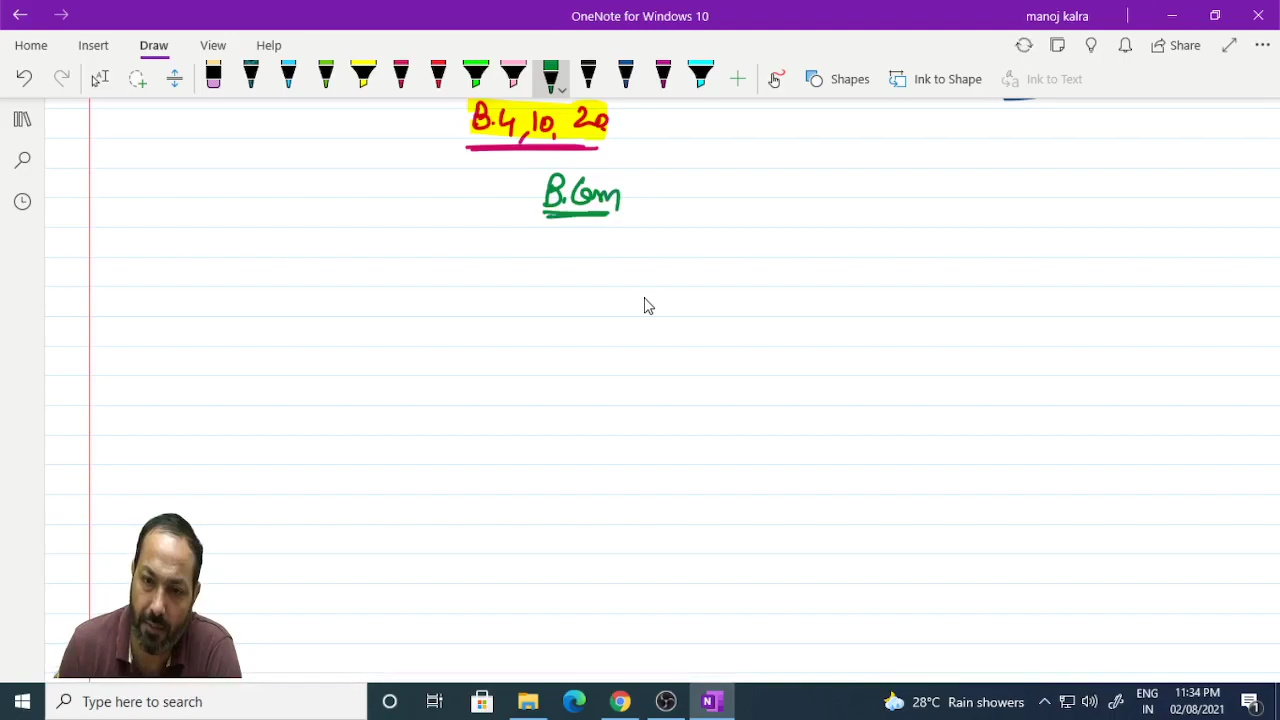 OneNote for Windows 10
manoj kalra
Home Insert Draw View Help
Share
Shapes
Ink to Shape
Ink to Text
B.4, 10, 20
B.Com
Type here to search
28°C Rain showers
ENG
IN
11:34 PM
02/08/2021
1